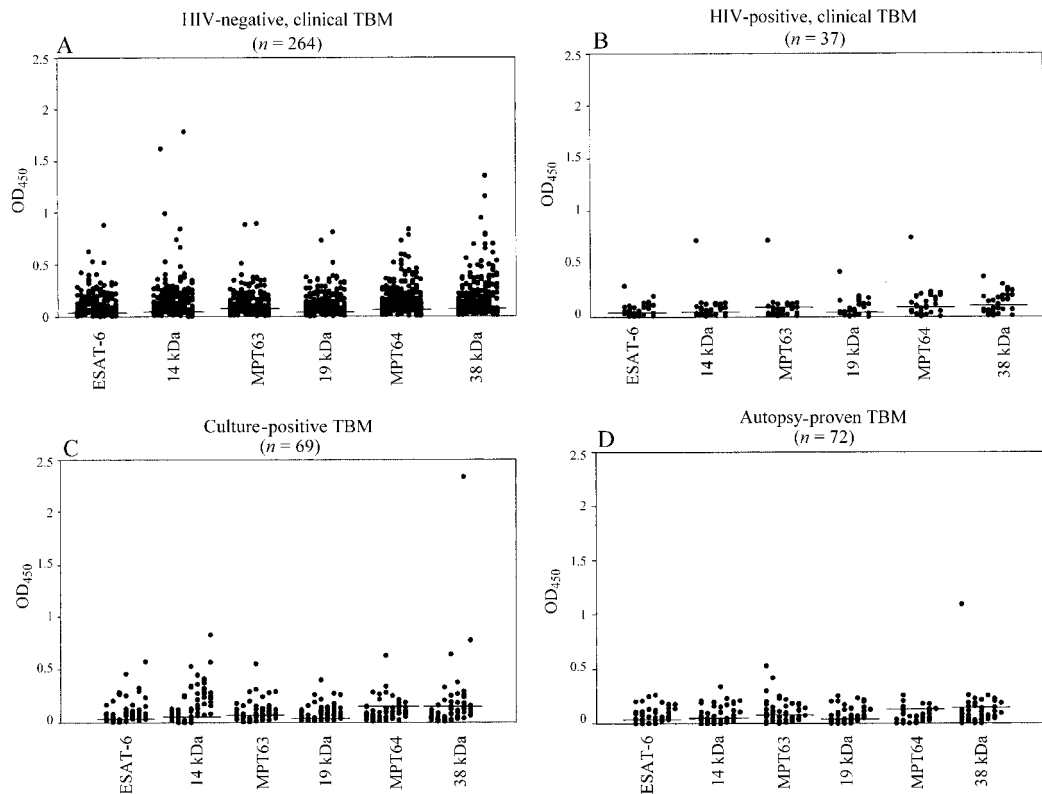 A
HIV-negative, clinical TBM
(n = 264)
2.5
2
1.5
1
0.5
0
OD450
ESAT-6
14 kDa
MPT63
19 kDa
MPT64
38 kDa
B
HIV-positive, clinical TBM
(n = 37)
2.5
2
1.5
1
0.5
0
OD450
ESAT-6
14 kDa
MPT63
19 kDa
MPT64
38 kDa
C
Culture-positive TBM
(n = 69)
2.5
2
1.5
1
0.5
0
OD450
ESAT-6
14 kDa
MPT63
19 kDa
MPT64
38 kDa
D
Autopsy-proven TBM
(n = 72)
2.5
2
1.5
1
0.5
0
OD450
ESAT-6
14 kDa
MPT63
19 kDa
MPT64
38 kDa